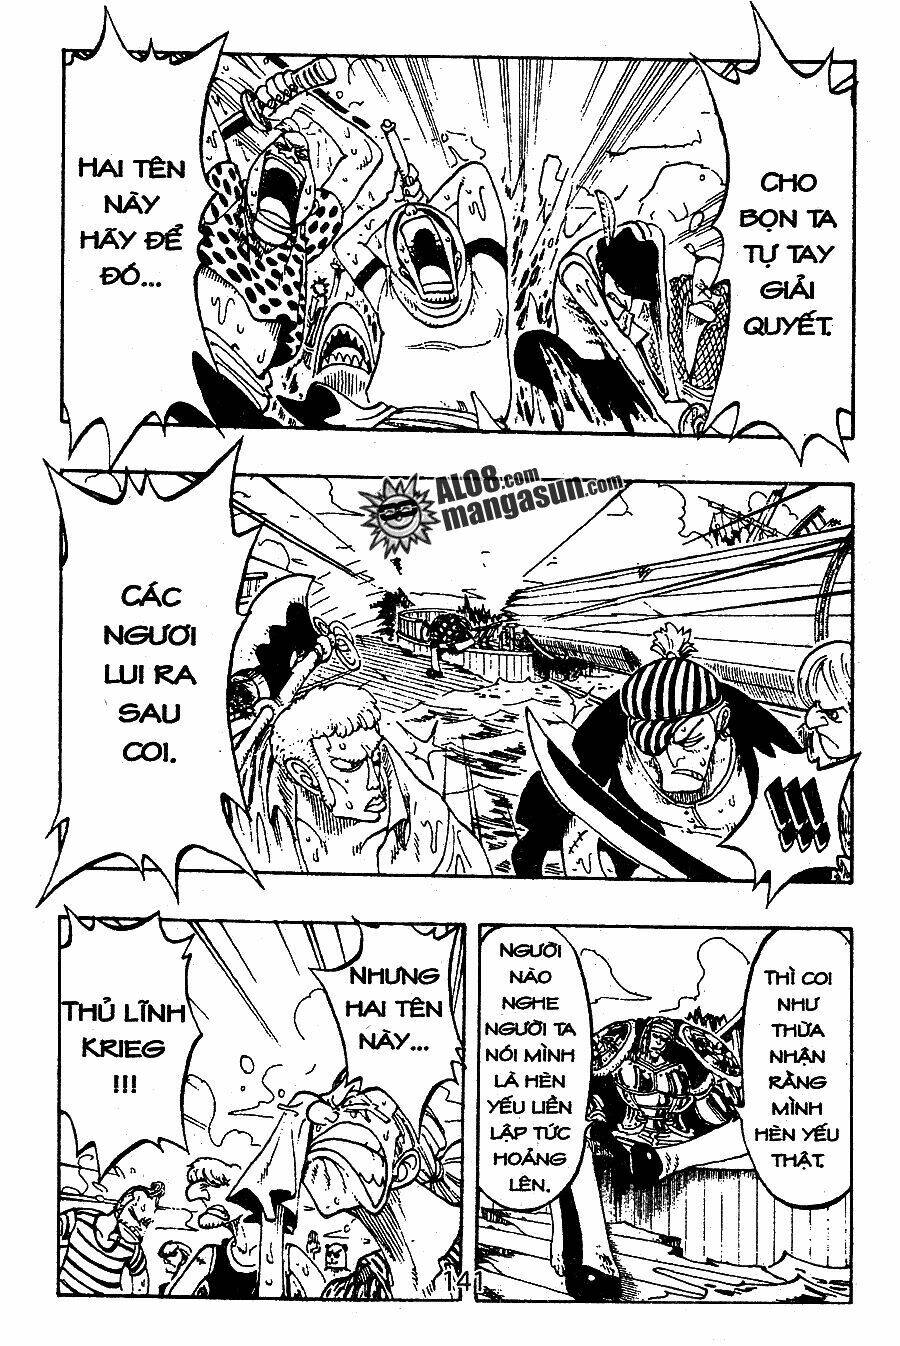 HAI TÊN
NÀY
HÃY ĐỂ
ĐÓ...
CHO
BỌN TA
TỰ TAY
GIẢI
QUYẾT.
AL08.com
mangasun.com
CÁC
NGƯƠI
LUI RA
SAU
COI.
!!!
THỦ LĨNH
KRIEG
!!!
NHƯNG
HAI TÊN
NÀY...
NGƯỜI
NÀO
NGHE
NGƯỜI TA
NÓI MÌNH
LÀ HÈN
YẾU LIỀN
LẬP TỨC
HOẢNG
LÊN.
THÌ COI
NHƯ
THỪA
NHẬN
RẰNG
MÌNH
HÈN YẾU
THẬT.
141